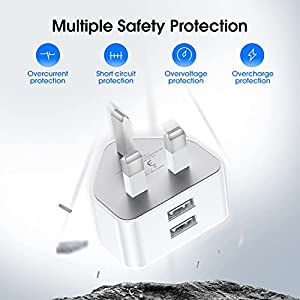 Multiple Safety Protection
Overcurrent Short circuit Overvoltage Overcharge
protection protection protection protection